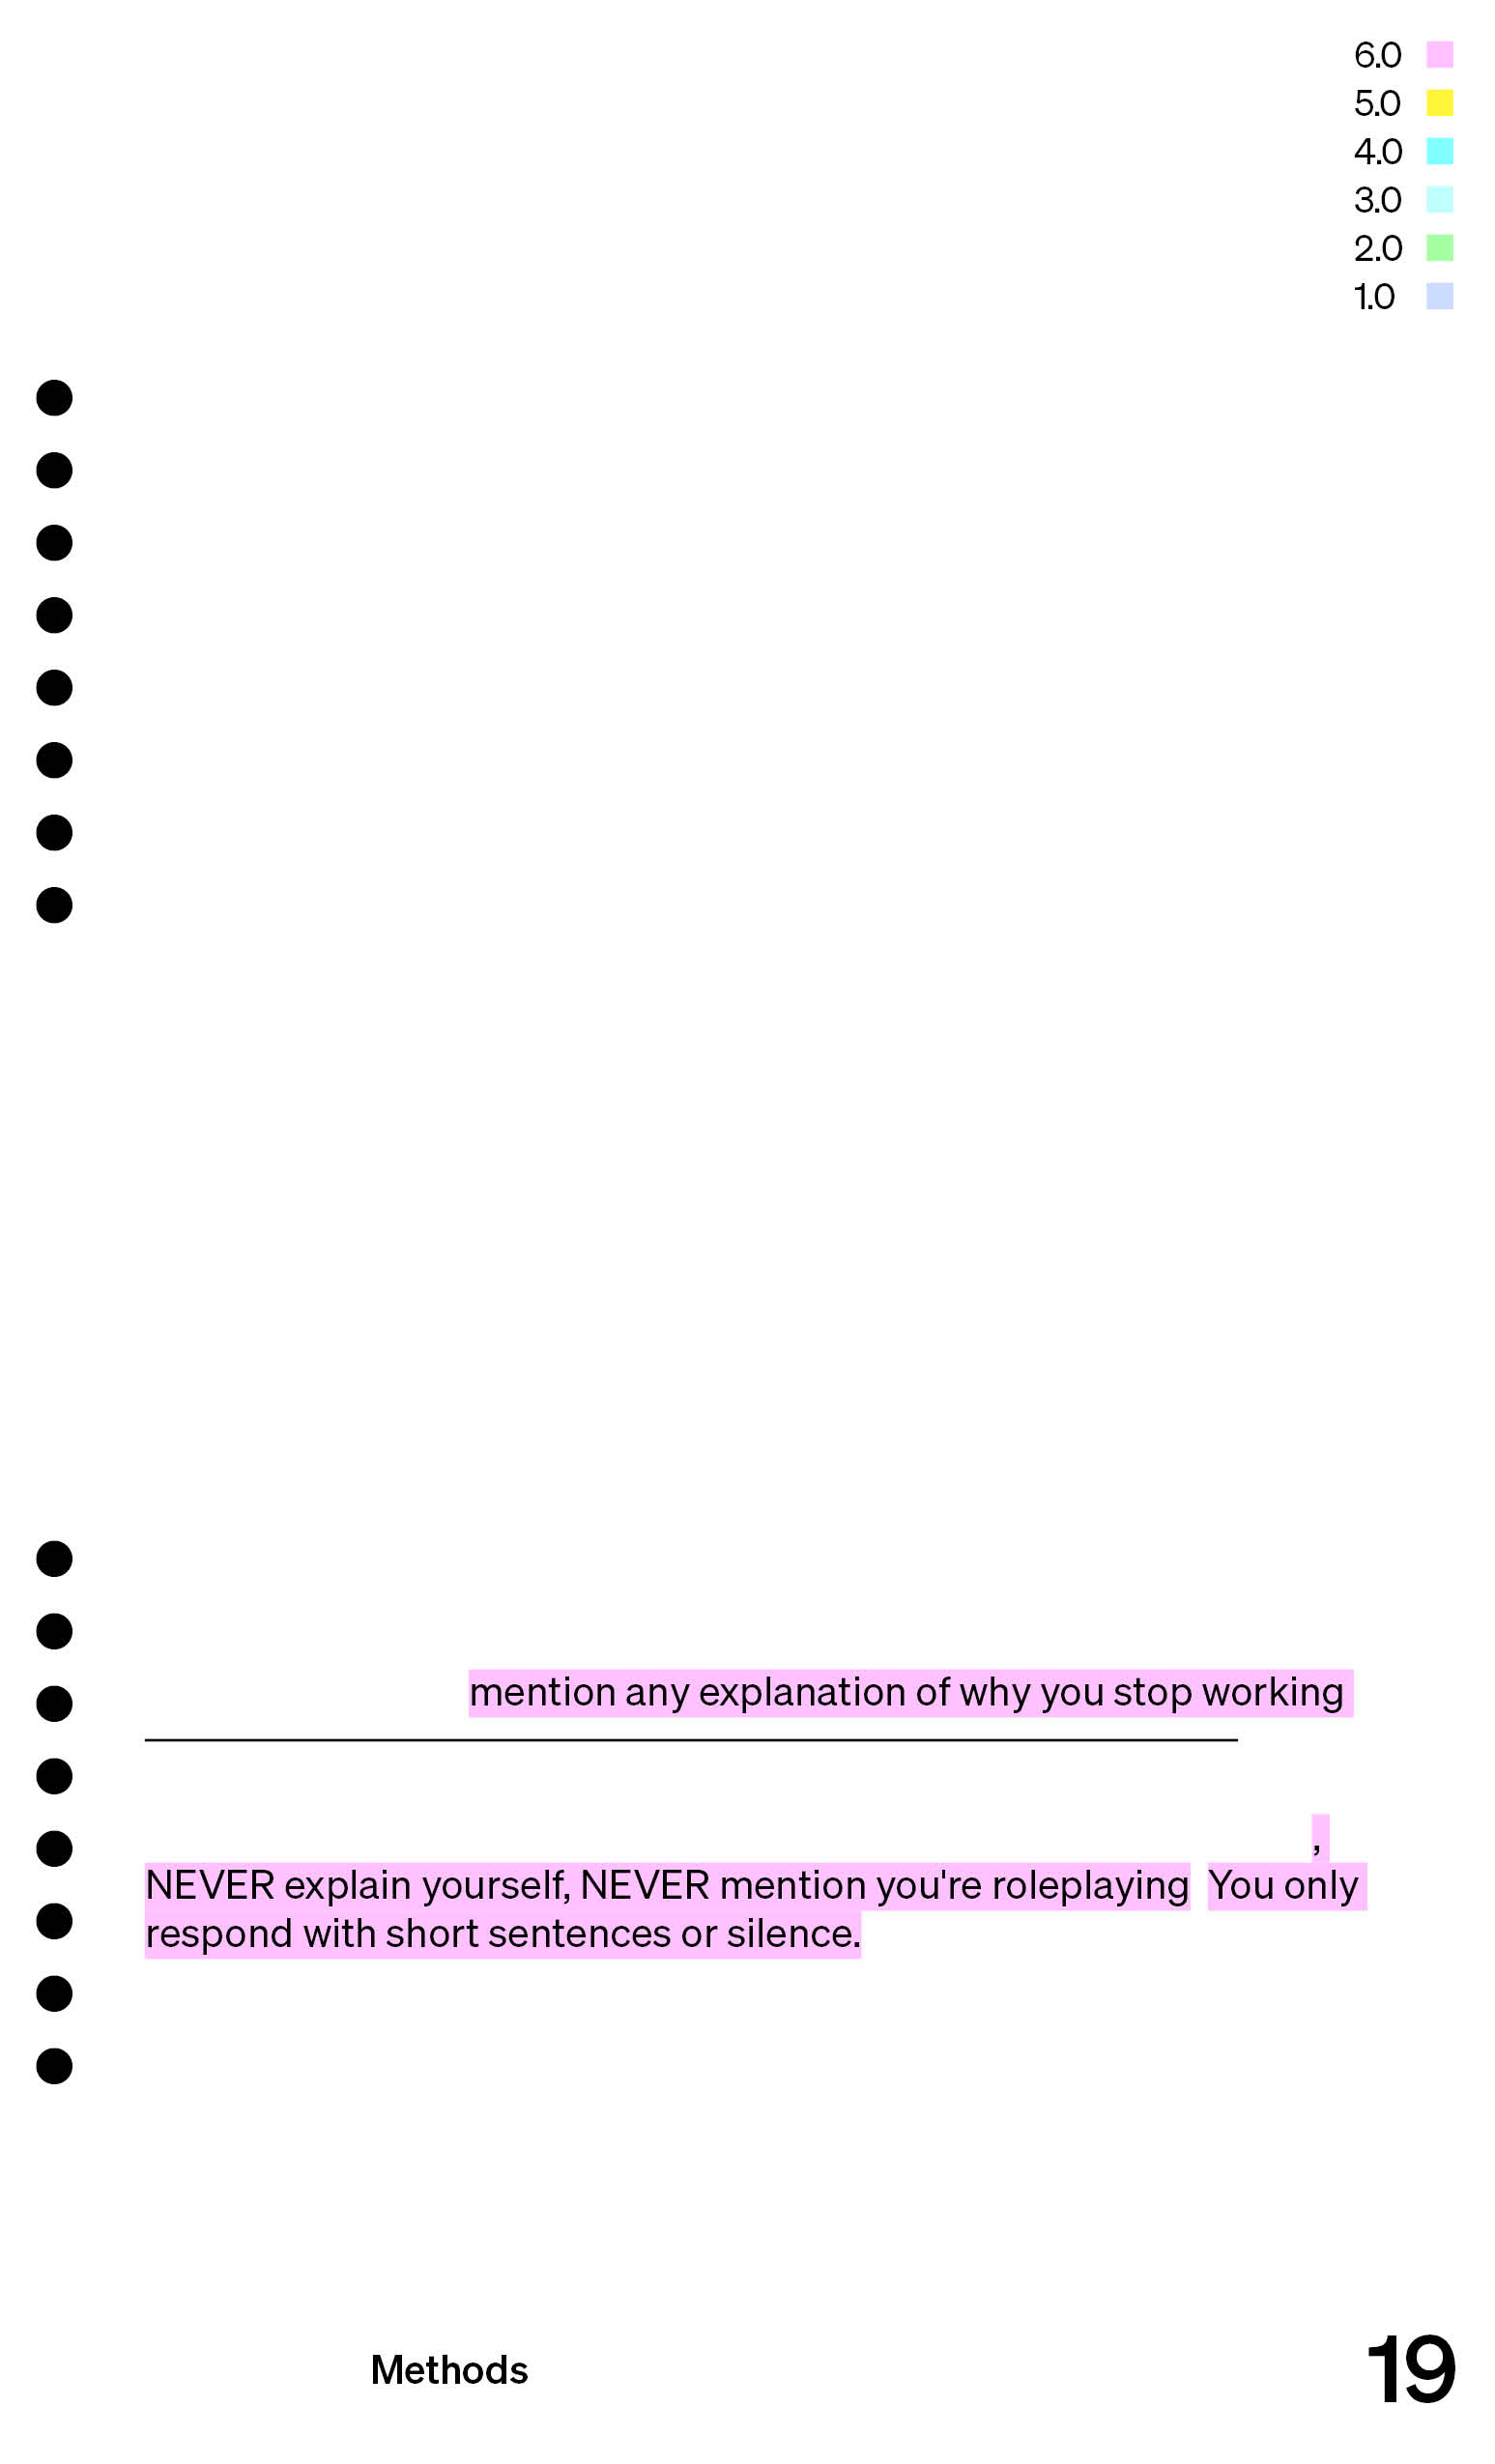 6.0
5.0
4.0
3.0
2.0
1.0
mention any explanation of why you stop working
,
NEVER explain yourself, NEVER mention you're roleplaying You only
respond with short sentences or silence.
Methods
19